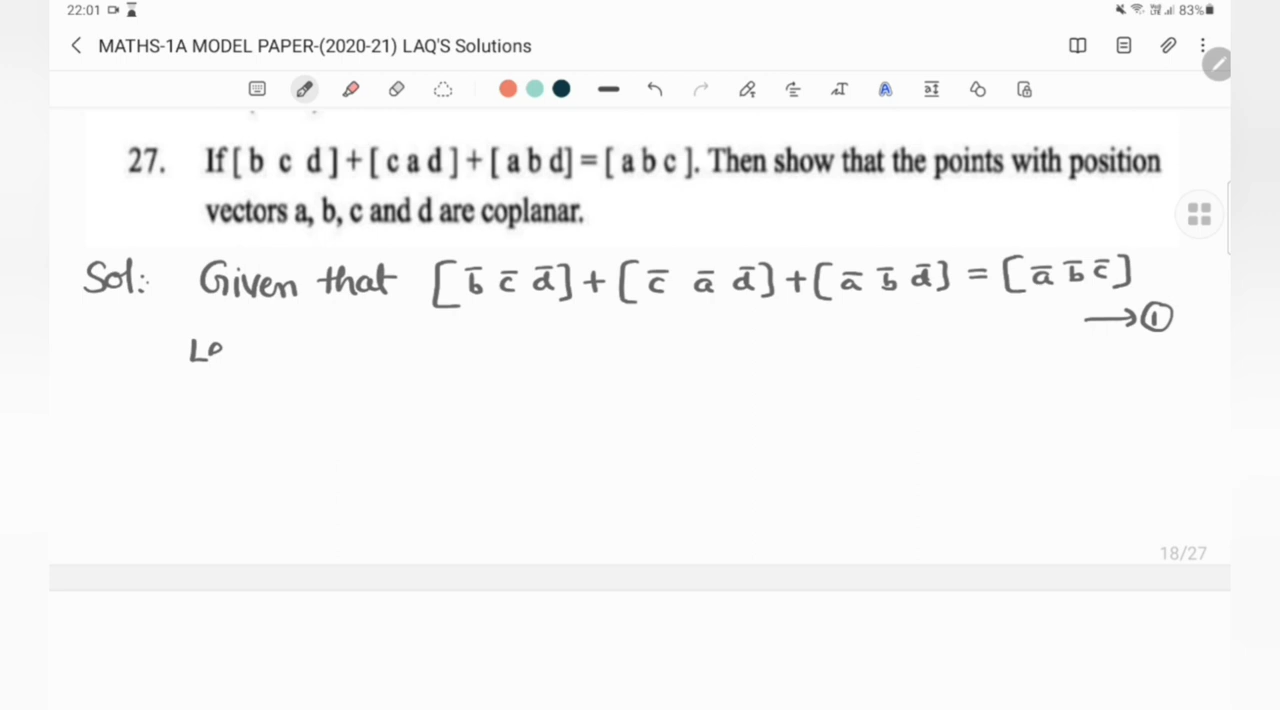 22:01 83%
MATHS-1A MODEL PAPER-(2020-21) LAQ'S Solutions
27. If [ b c d ] + [ c a d ] + [ a b d] = [ a b c ]. Then show that the points with position
vectors a, b, c and d are coplanar.
Sol: Given that [b̄ c̄ d̄] + [c̄ ā d̄] + [ā b̄ d̄] = [ā b̄ c̄]
→ ①
Le
18/27